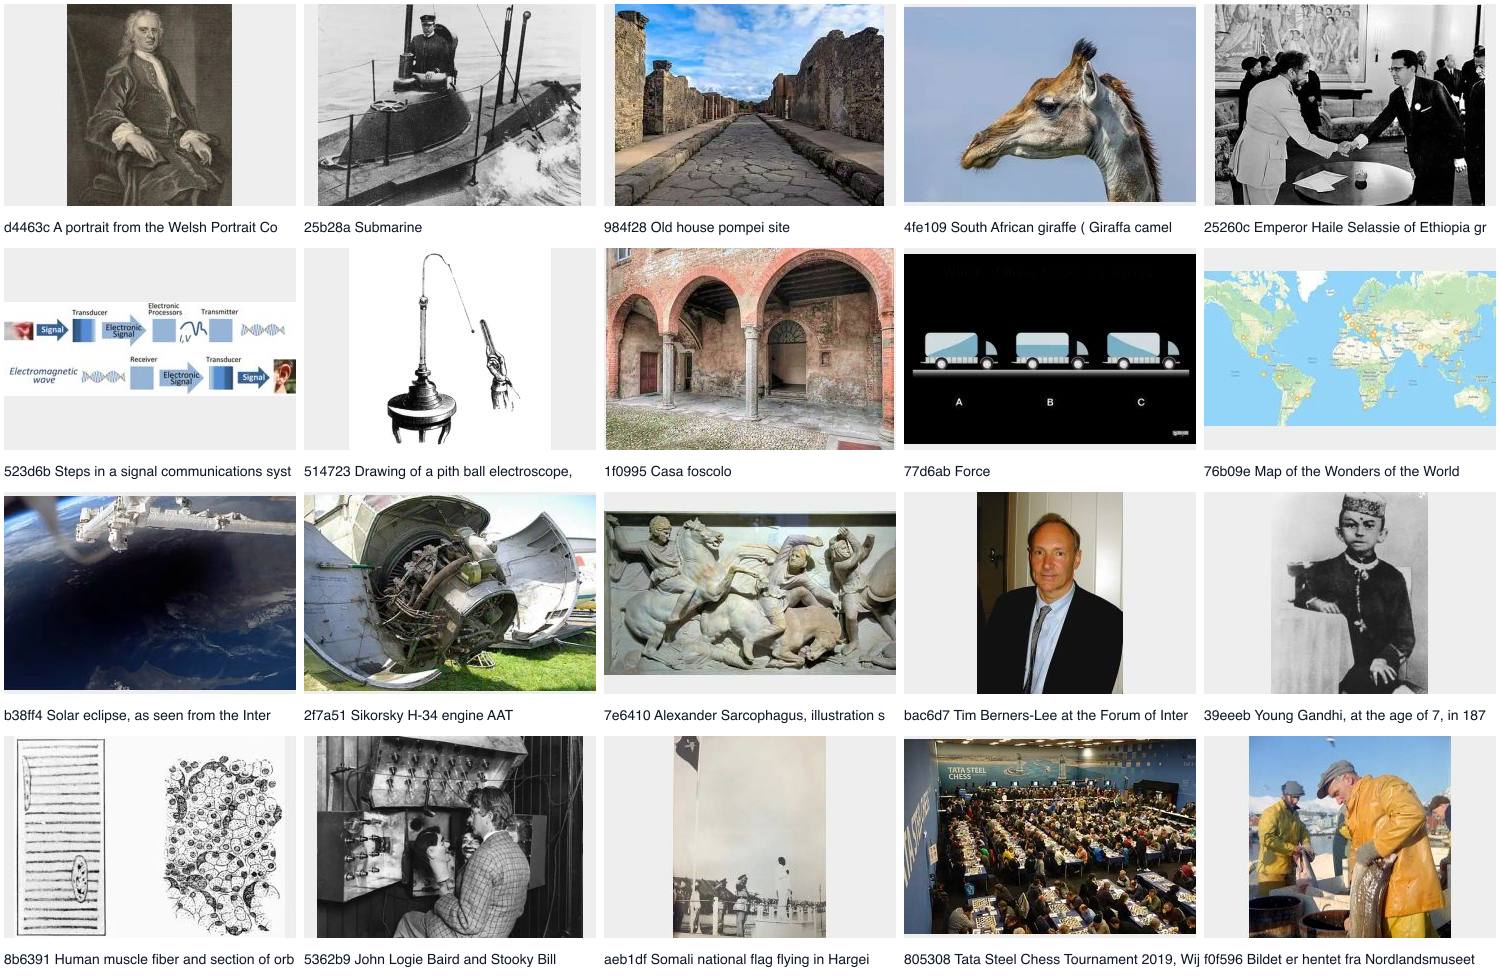 d4463c A portrait from the Welsh Portrait Co
25b28a Submarine
984f28 Old house pompei site
4fe109 South African giraffe ( Giraffa camel
25260c Emperor Haile Selassie of Ethiopia gr
Signal
Transducer
Electronic
Signal
Electronic
Processors
I,V
Transmitter
Electromagnetic
wave
Receiver
Electronic
Signal
Transducer
Signal
A
B
C
523d6b Steps in a signal communications syst
514723 Drawing of a pith ball electroscope,
1f0995 Casa foscolo
77d6ab Force
76b09e Map of the Wonders of the World
b38ff4 Solar eclipse, as seen from the Inter
2f7a51 Sikorsky H-34 engine AAT
7e6410 Alexander Sarcophagus, illustration s
bac6d7 Tim Berners-Lee at the Forum of Inter
39eeeb Young Gandhi, at the age of 7, in 187
TATA STEEL
CHESS
8b6391 Human muscle fiber and section of orb
5362b9 John Logie Baird and Stooky Bill
aeb1df Somali national flag flying in Hargei
805308 Tata Steel Chess Tournament 2019, Wij
f0f596 Bildet er hentet fra Nordlandsmuseet